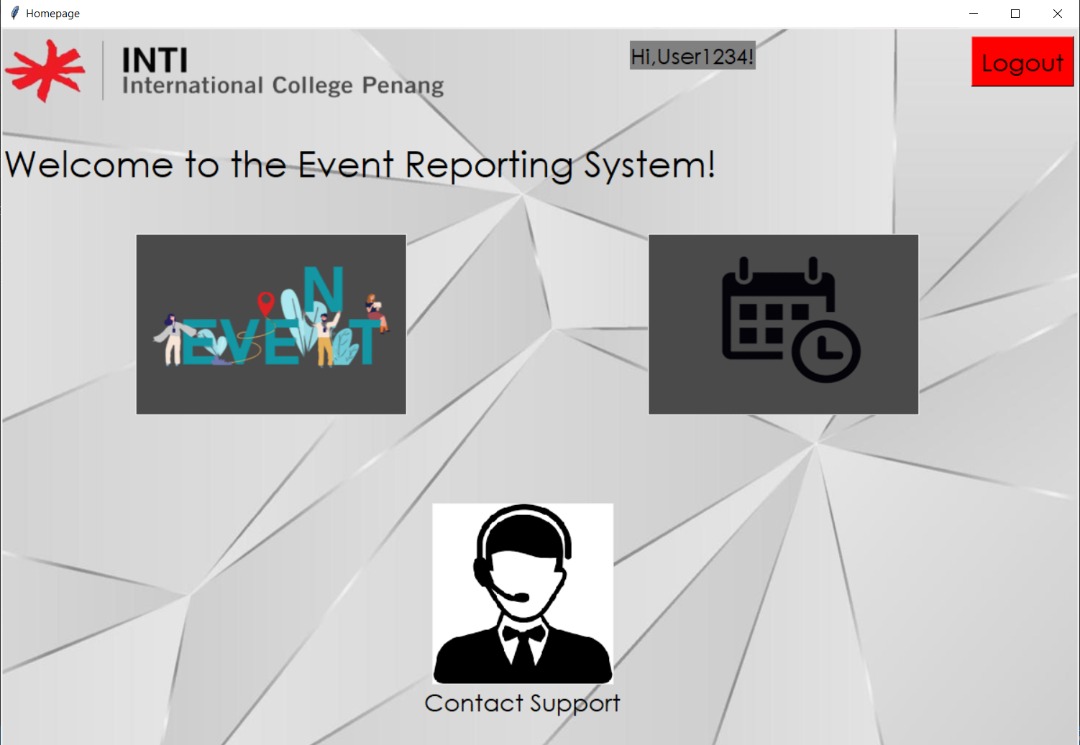 Homepage
INTI
International College Penang
Hi,User1234!
Logout
Welcome to the Event Reporting System!
N
EVENT
Contact Support